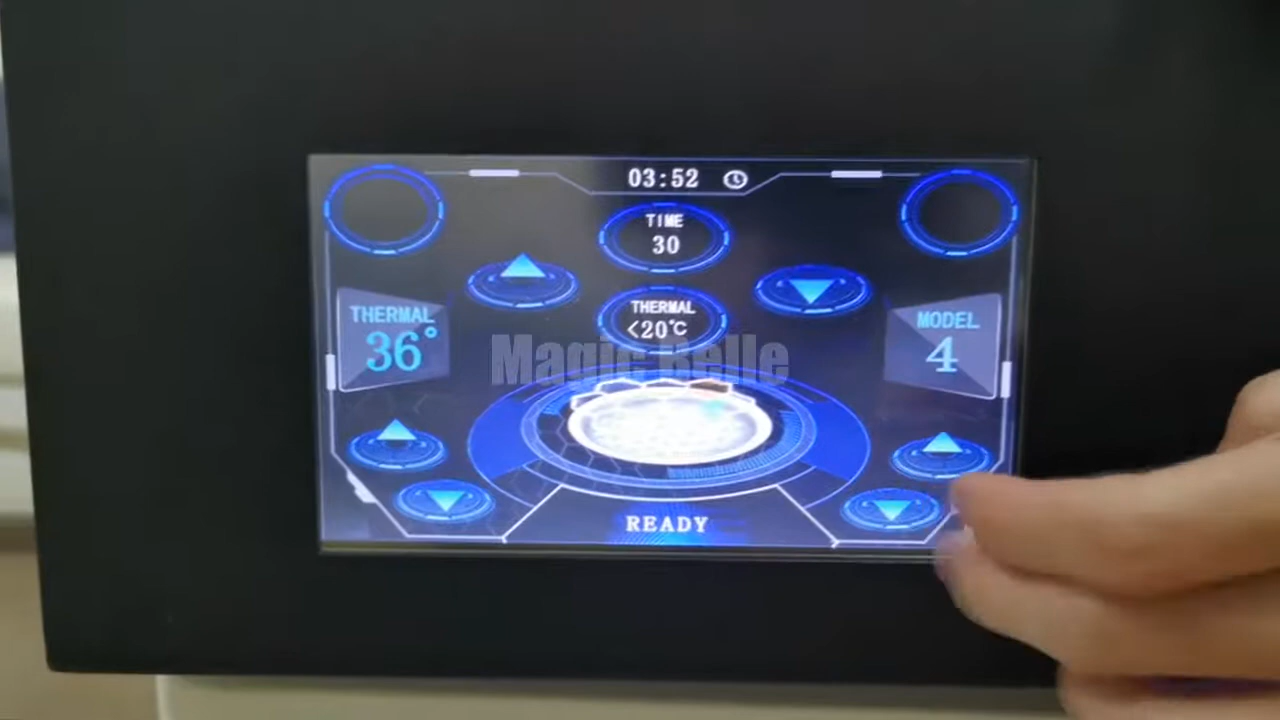 03:52
TIME
30
THERMAL
<20℃
THERMAL
36°
MODEL
4
Magic Belle
READY